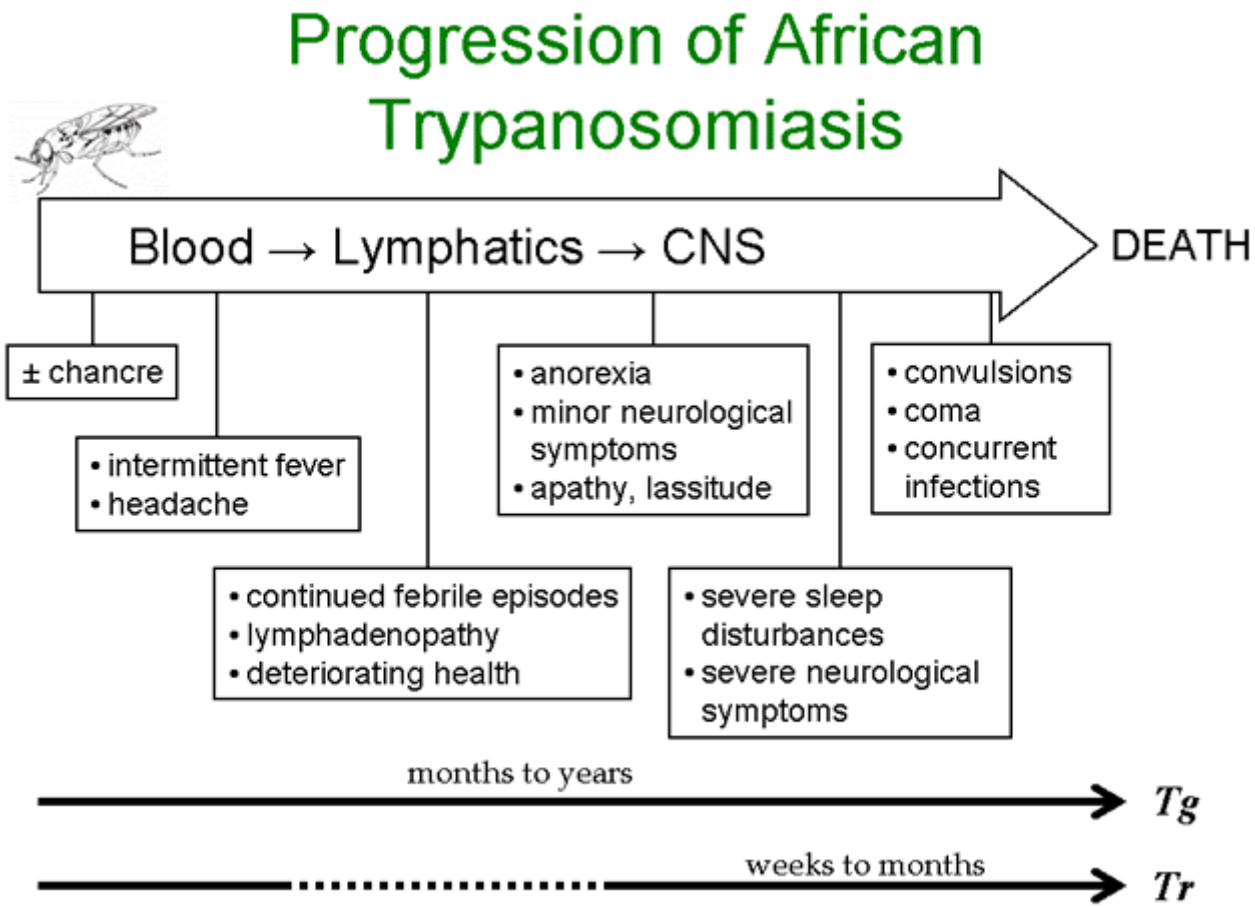 Progression of African
Trypanosomiasis
Blood → Lymphatics → CNS
DEATH
± chancre
• intermittent fever
• headache
• continued febrile episodes
• lymphadenopathy
• deteriorating health
• anorexia
• minor neurological
symptoms
• apathy, lassitude
• severe sleep
disturbances
• severe neurological
symptoms
• convulsions
• coma
• concurrent
infections
months to years
Tg
weeks to months
Tr